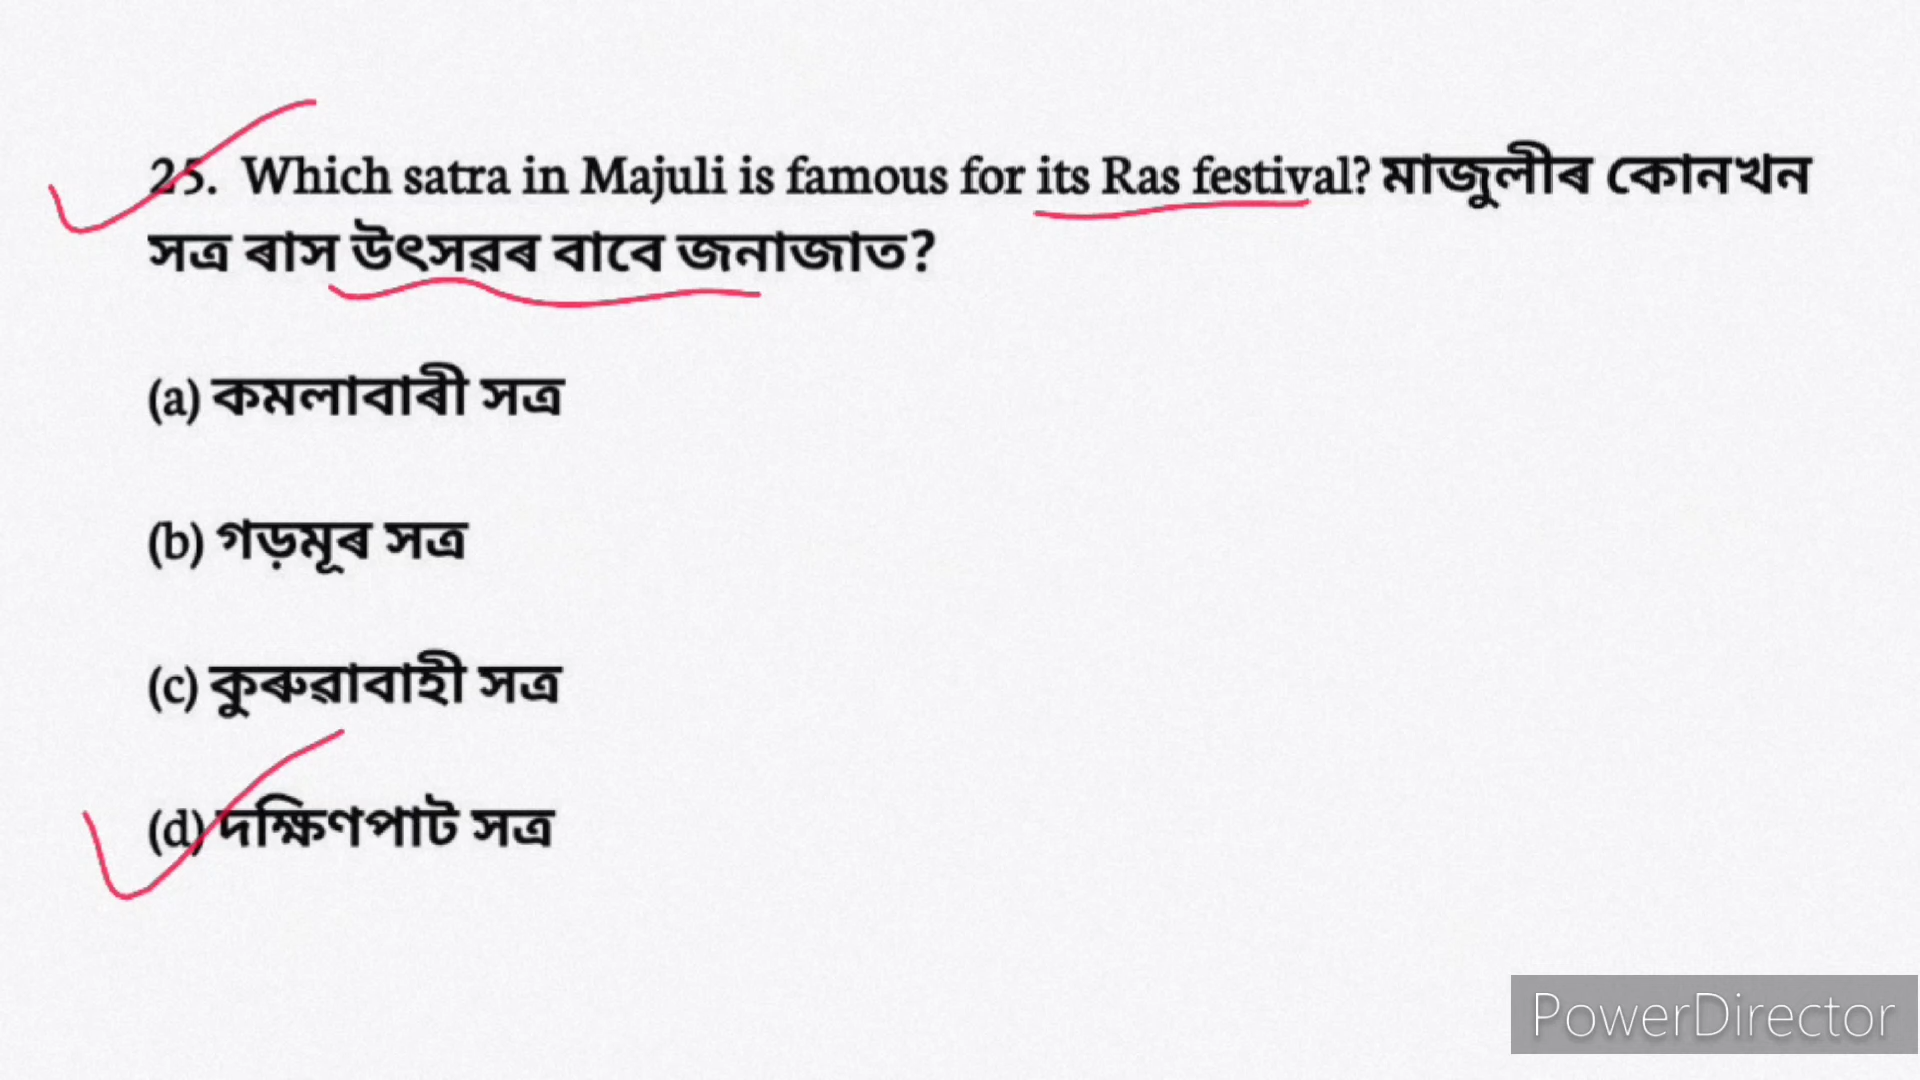 25. Which satra in Majuli is famous for its Ras festival? মাজুলীৰ কোনখন
সত্ৰ ৰাস উৎসৱৰ বাবে জনাজাত?
(a) কমলাবাৰী সত্ৰ
(b) গড়মূৰ সত্ৰ
(c) কুৰুৱাবাহী সত্ৰ
(d) দক্ষিণপাট সত্ৰ
PowerDirector